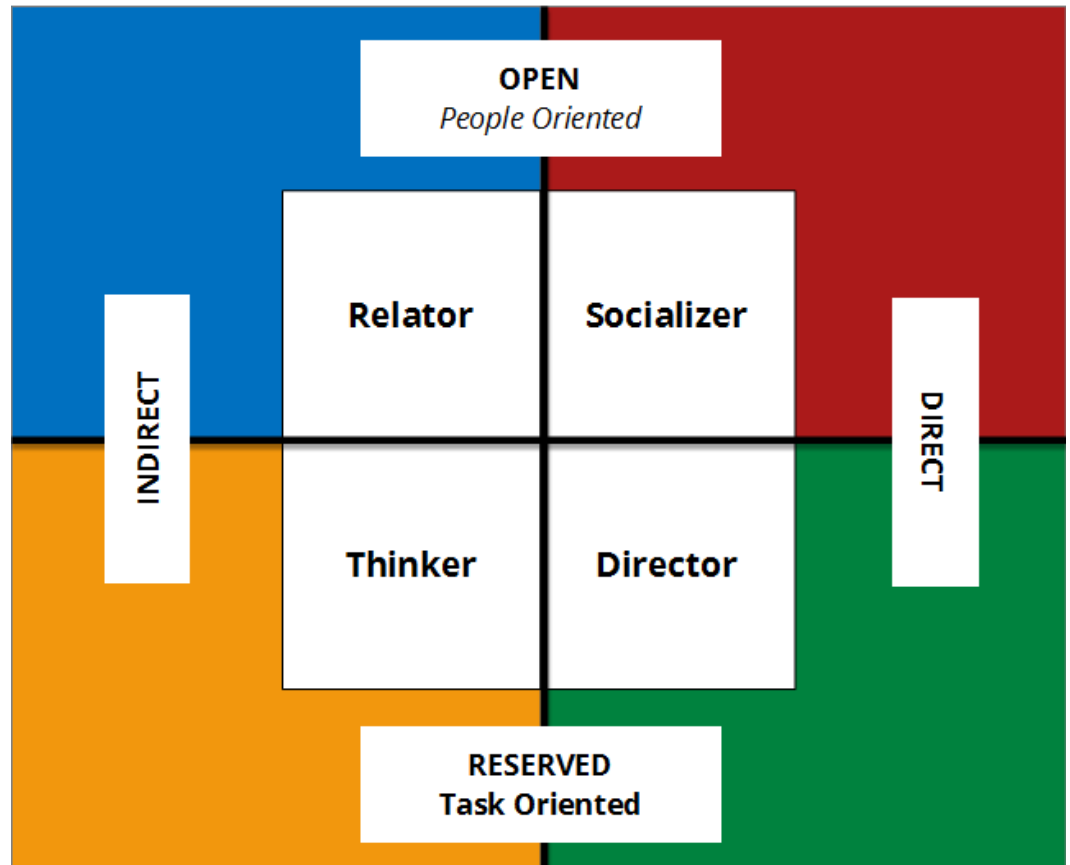 OPEN
People Oriented
Relator
Socializer
INDIRECT
DIRECT
Thinker
Director
RESERVED
Task Oriented